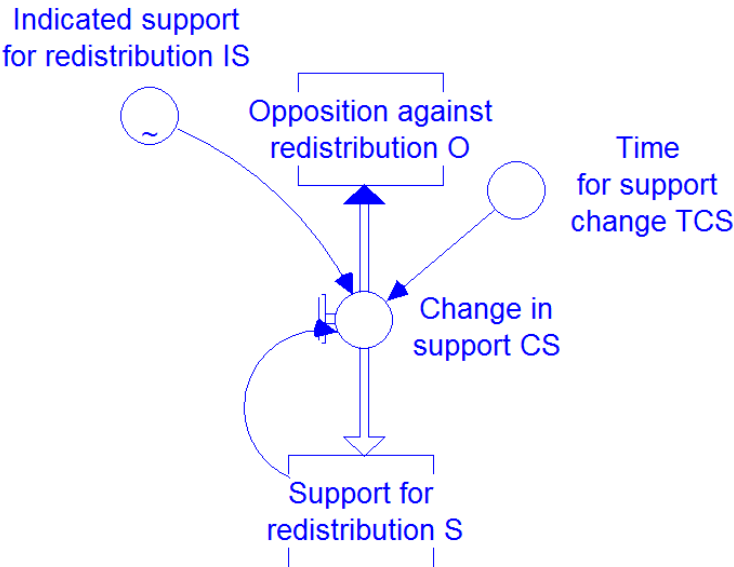 Indicated support
for redistribution IS
Opposition against
redistribution O
Time
for support
change TCS
~
Change in
support CS
Support for
redistribution S